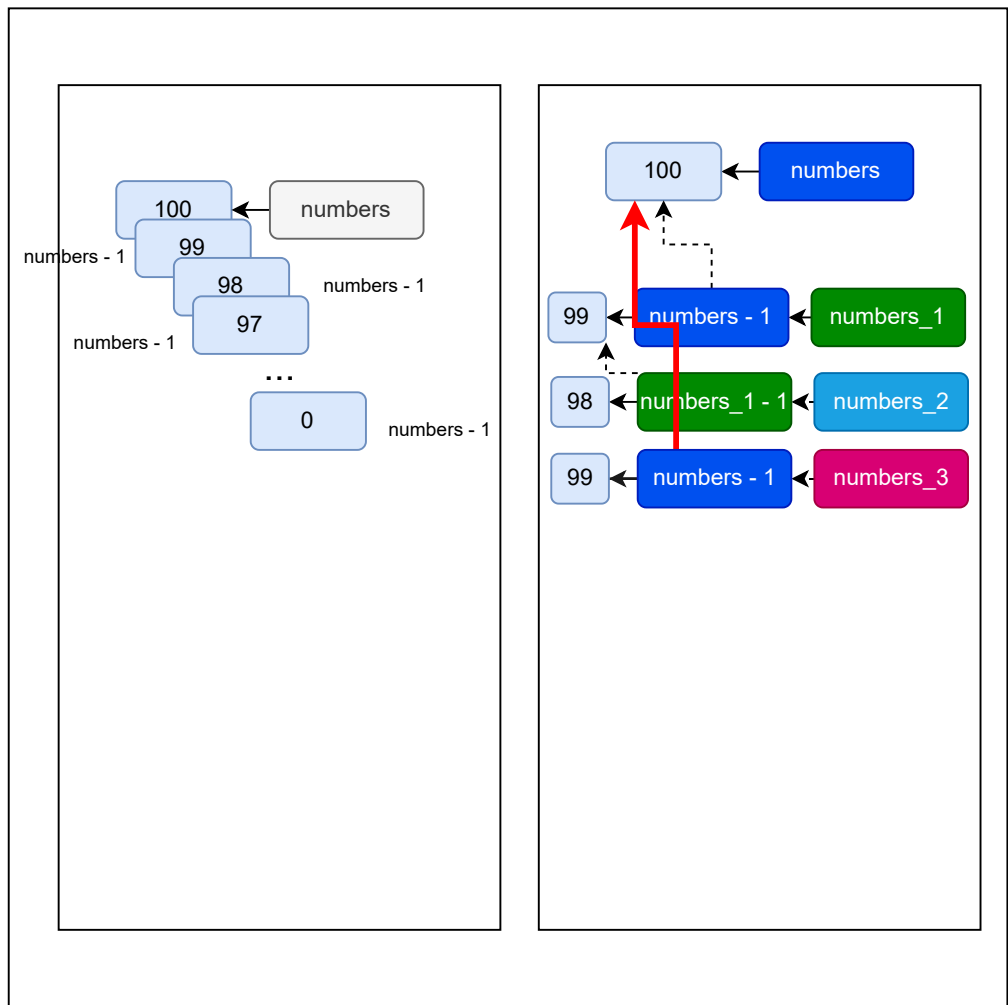 100
numbers
99
numbers - 1
98
numbers - 1
97
numbers - 1
...
0
numbers - 1
100
numbers
99
numbers - 1
numbers_1
98
numbers_1 - 1
numbers_2
99
numbers - 1
numbers_3